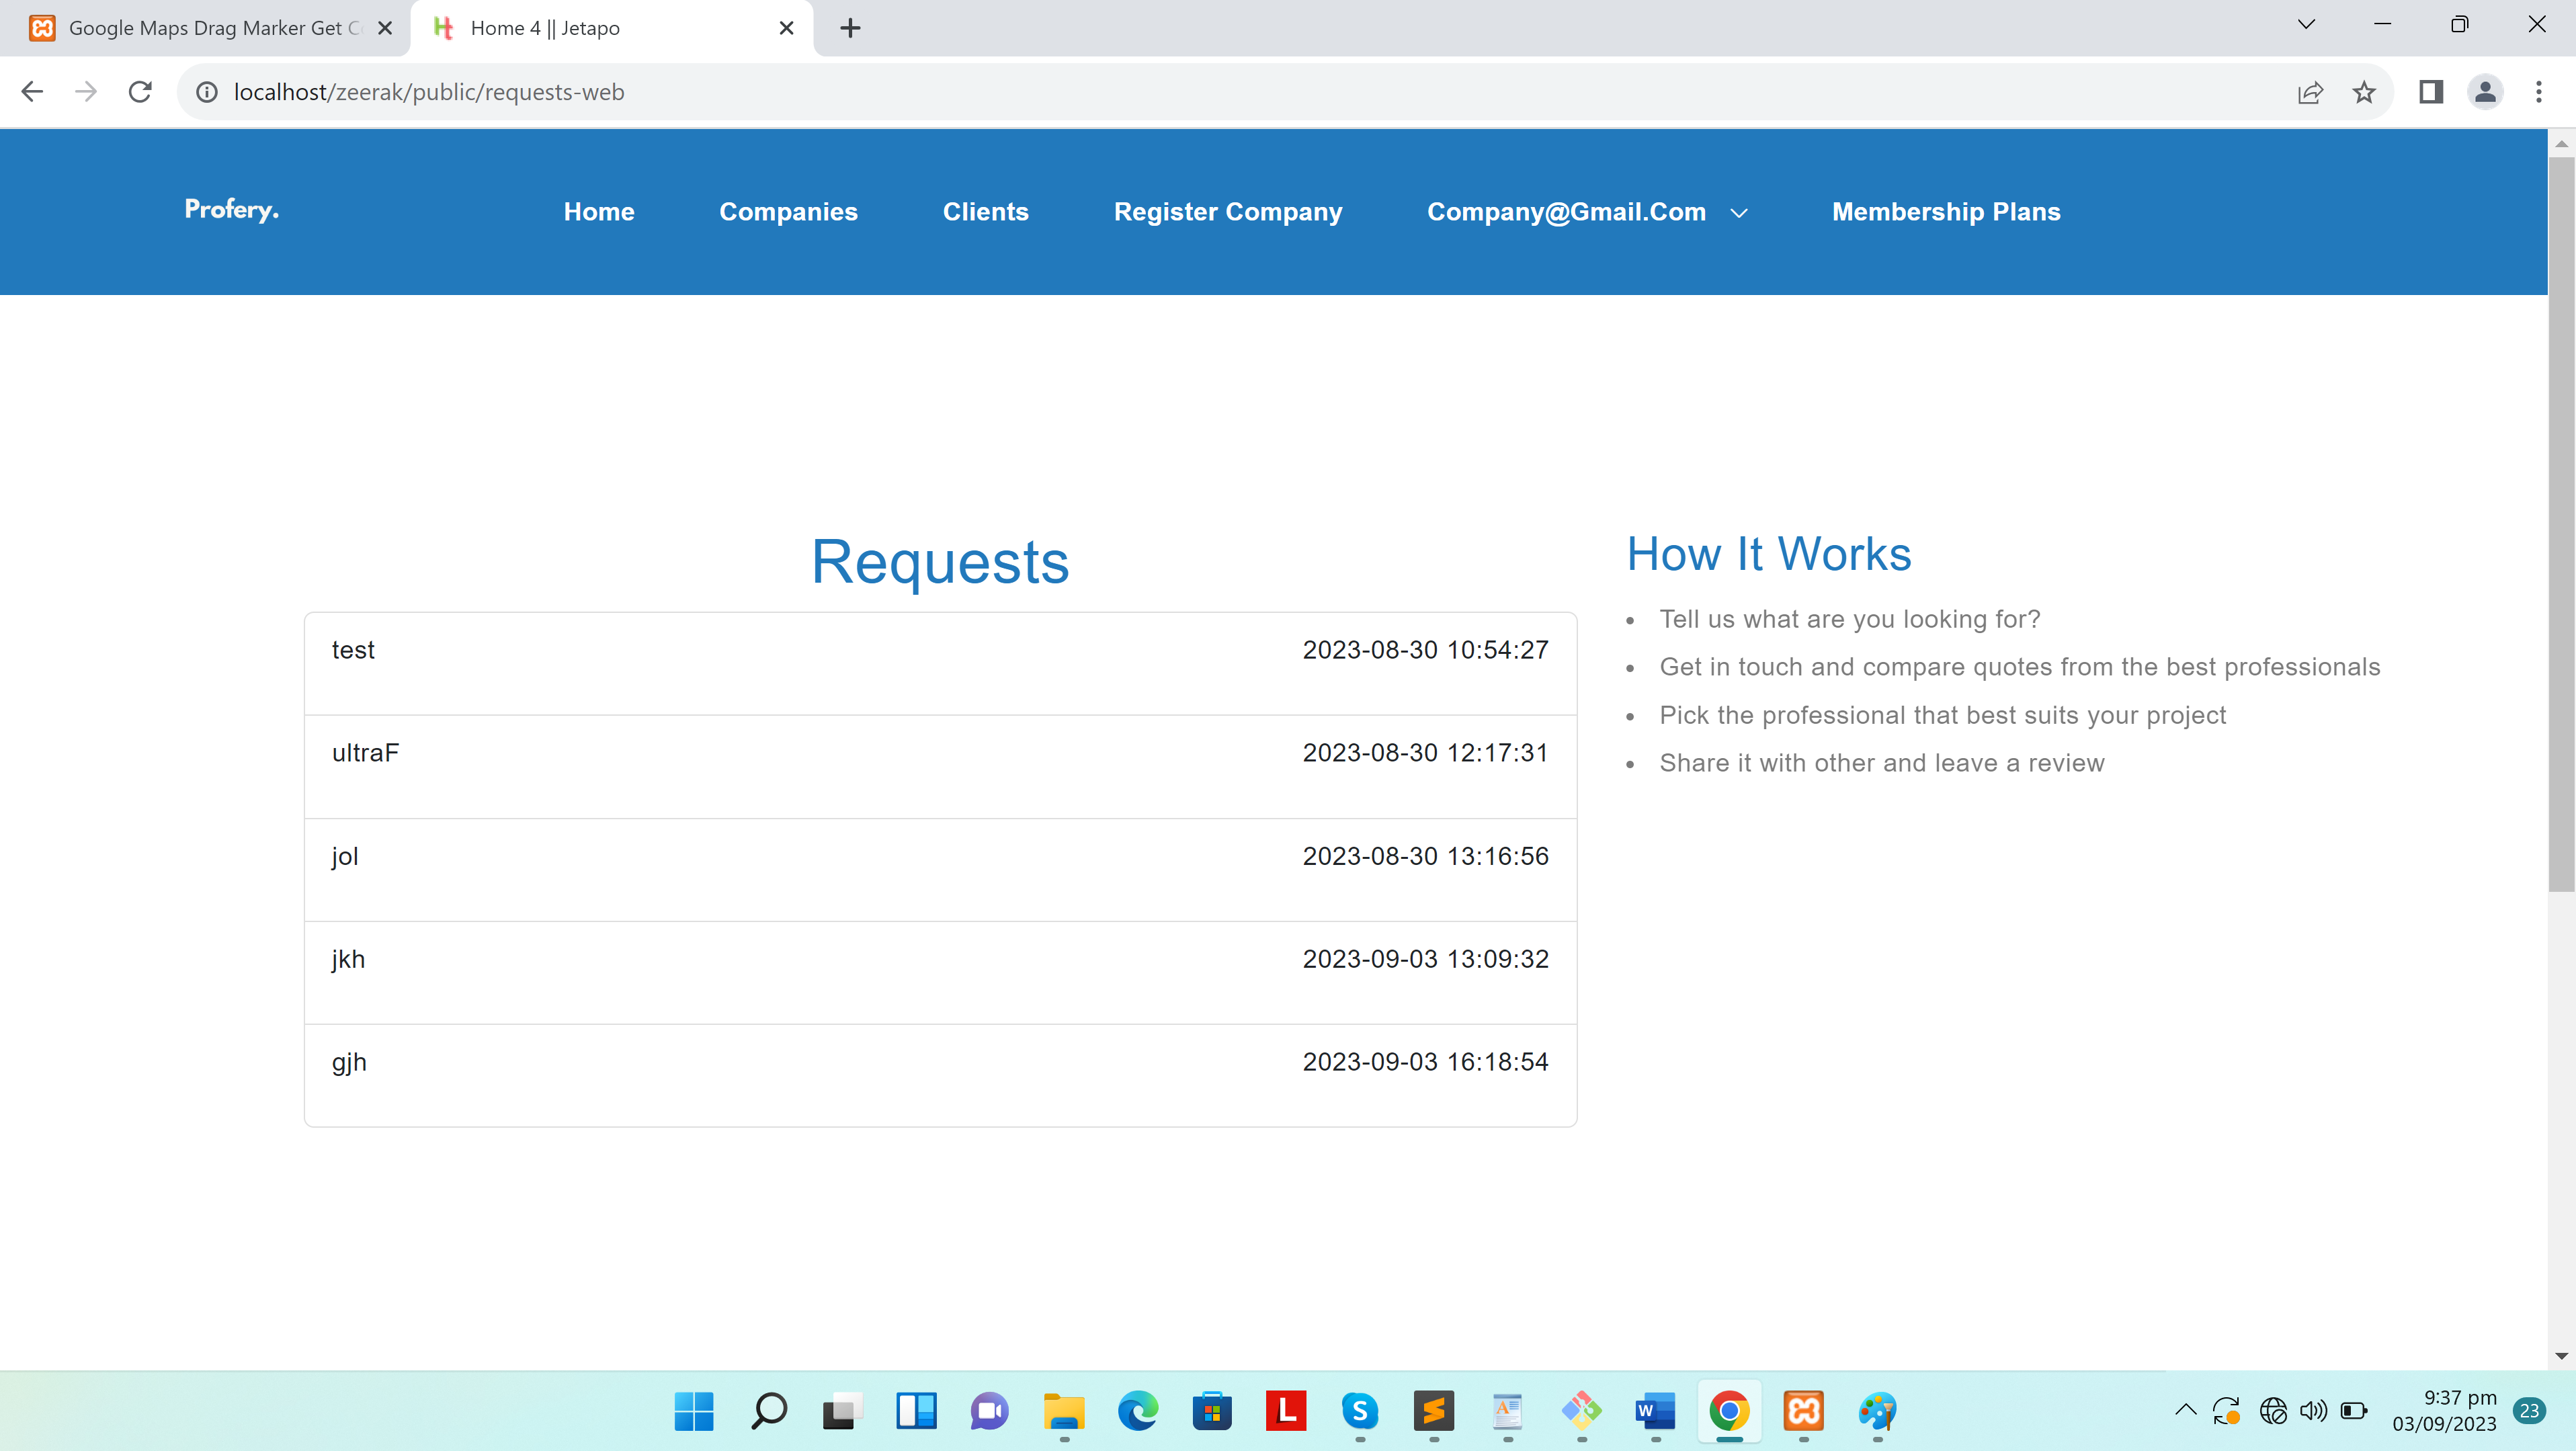 Google Maps Drag Marker Get C
Home 4 || Jetapo
localhost/zeerak/public/requests-web
Profery.
Home
Companies
Clients
Register Company
Company@Gmail.Com
Membership Plans
Requests
test 2023-08-30 10:54:27
ultraF 2023-08-30 12:17:31
jol 2023-08-30 13:16:56
jkh 2023-09-03 13:09:32
gjh 2023-09-03 16:18:54
How It Works
Tell us what are you looking for?
Get in touch and compare quotes from the best professionals
Pick the professional that best suits your project
Share it with other and leave a review
9:37 pm
03/09/2023
23